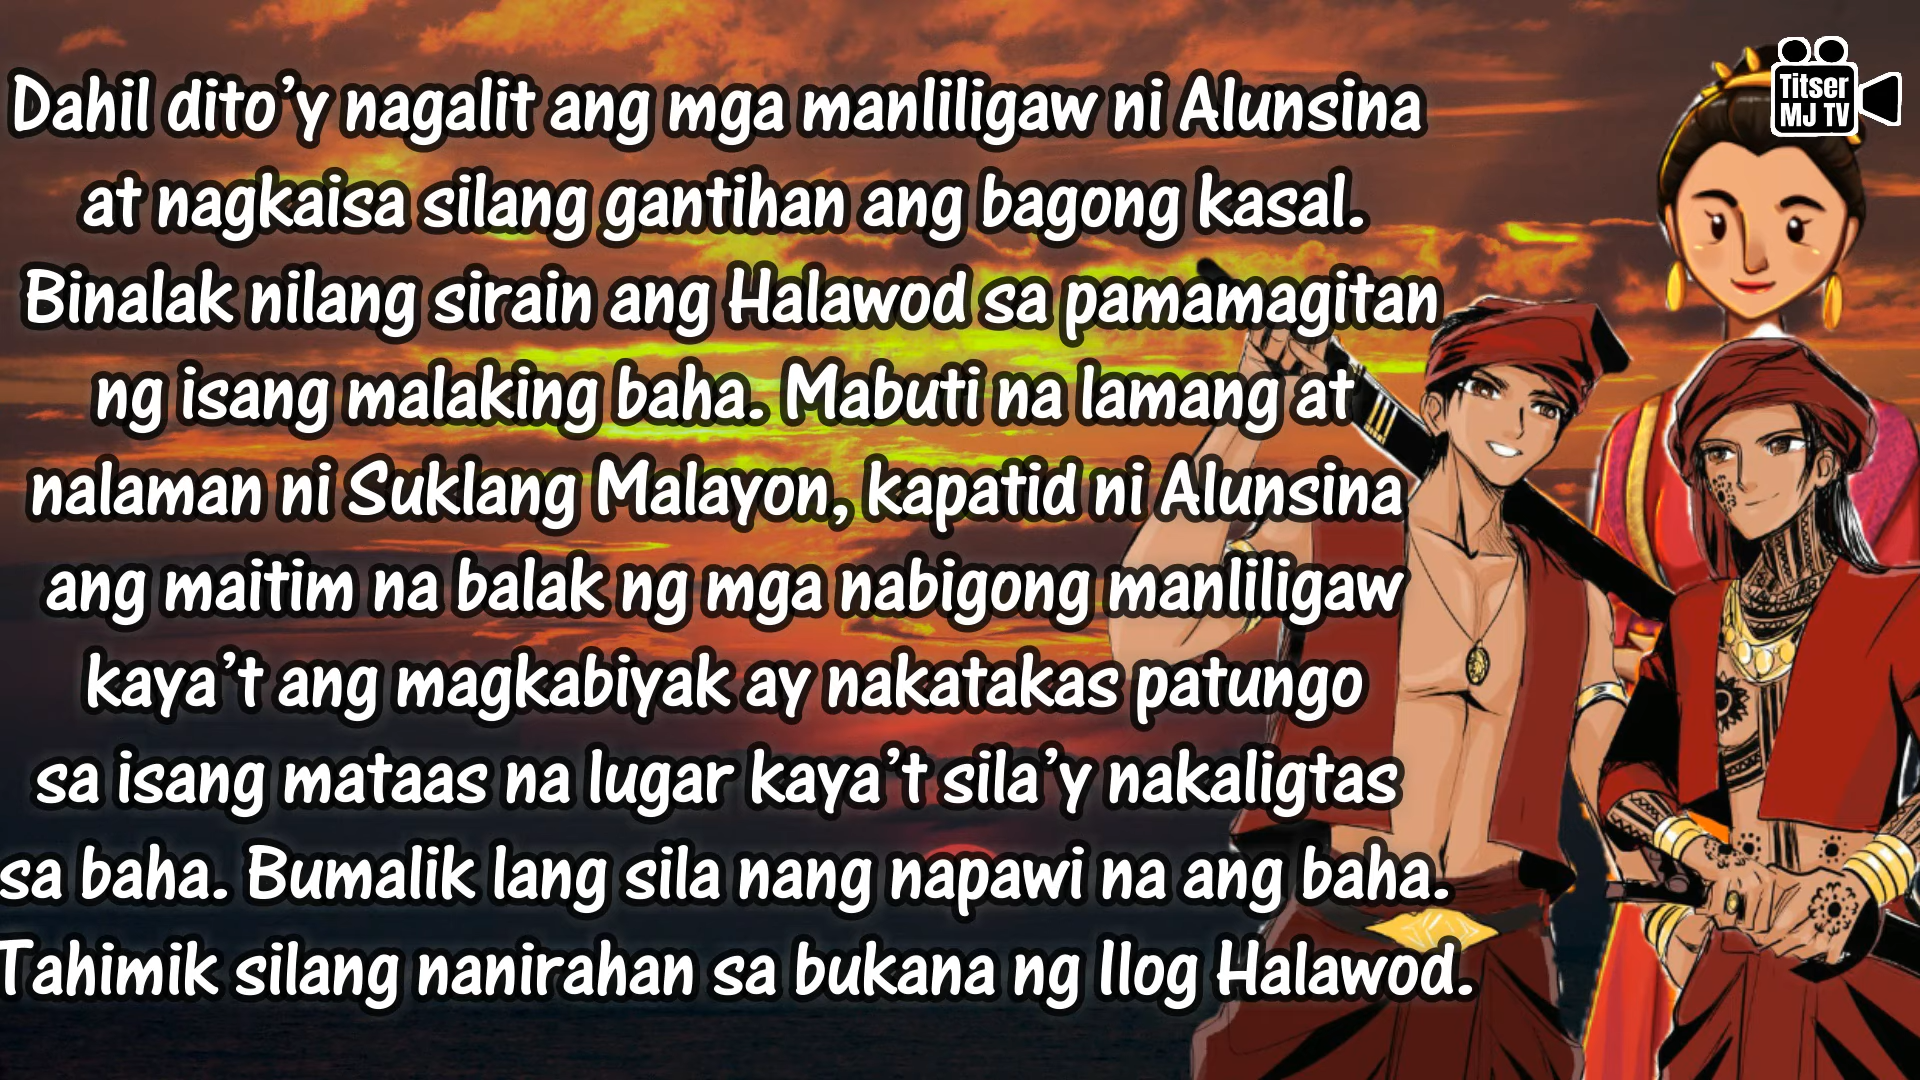 Titser
MJ TV
Dahil dito'y nagalit ang mga manliligaw ni Alunsina
at nagkaisa silang gantihan ang bagong kasal.
Binalak nilang sirain ang Halawod sa pamamagitan
ng isang malaking baha. Mabuti na lamang at
nalaman ni Suklang Malayon, kapatid ni Alunsina
ang maitim na balak ng mga nabigong manliligaw
kaya't ang magkabiyak ay nakatakas patungo
sa isang mataas na lugar kaya't sila'y nakaligtas
sa baha. Bumalik lang sila nang napawi na ang baha.
Tahimik silang nanirahan sa bukana ng Ilog Halawod.